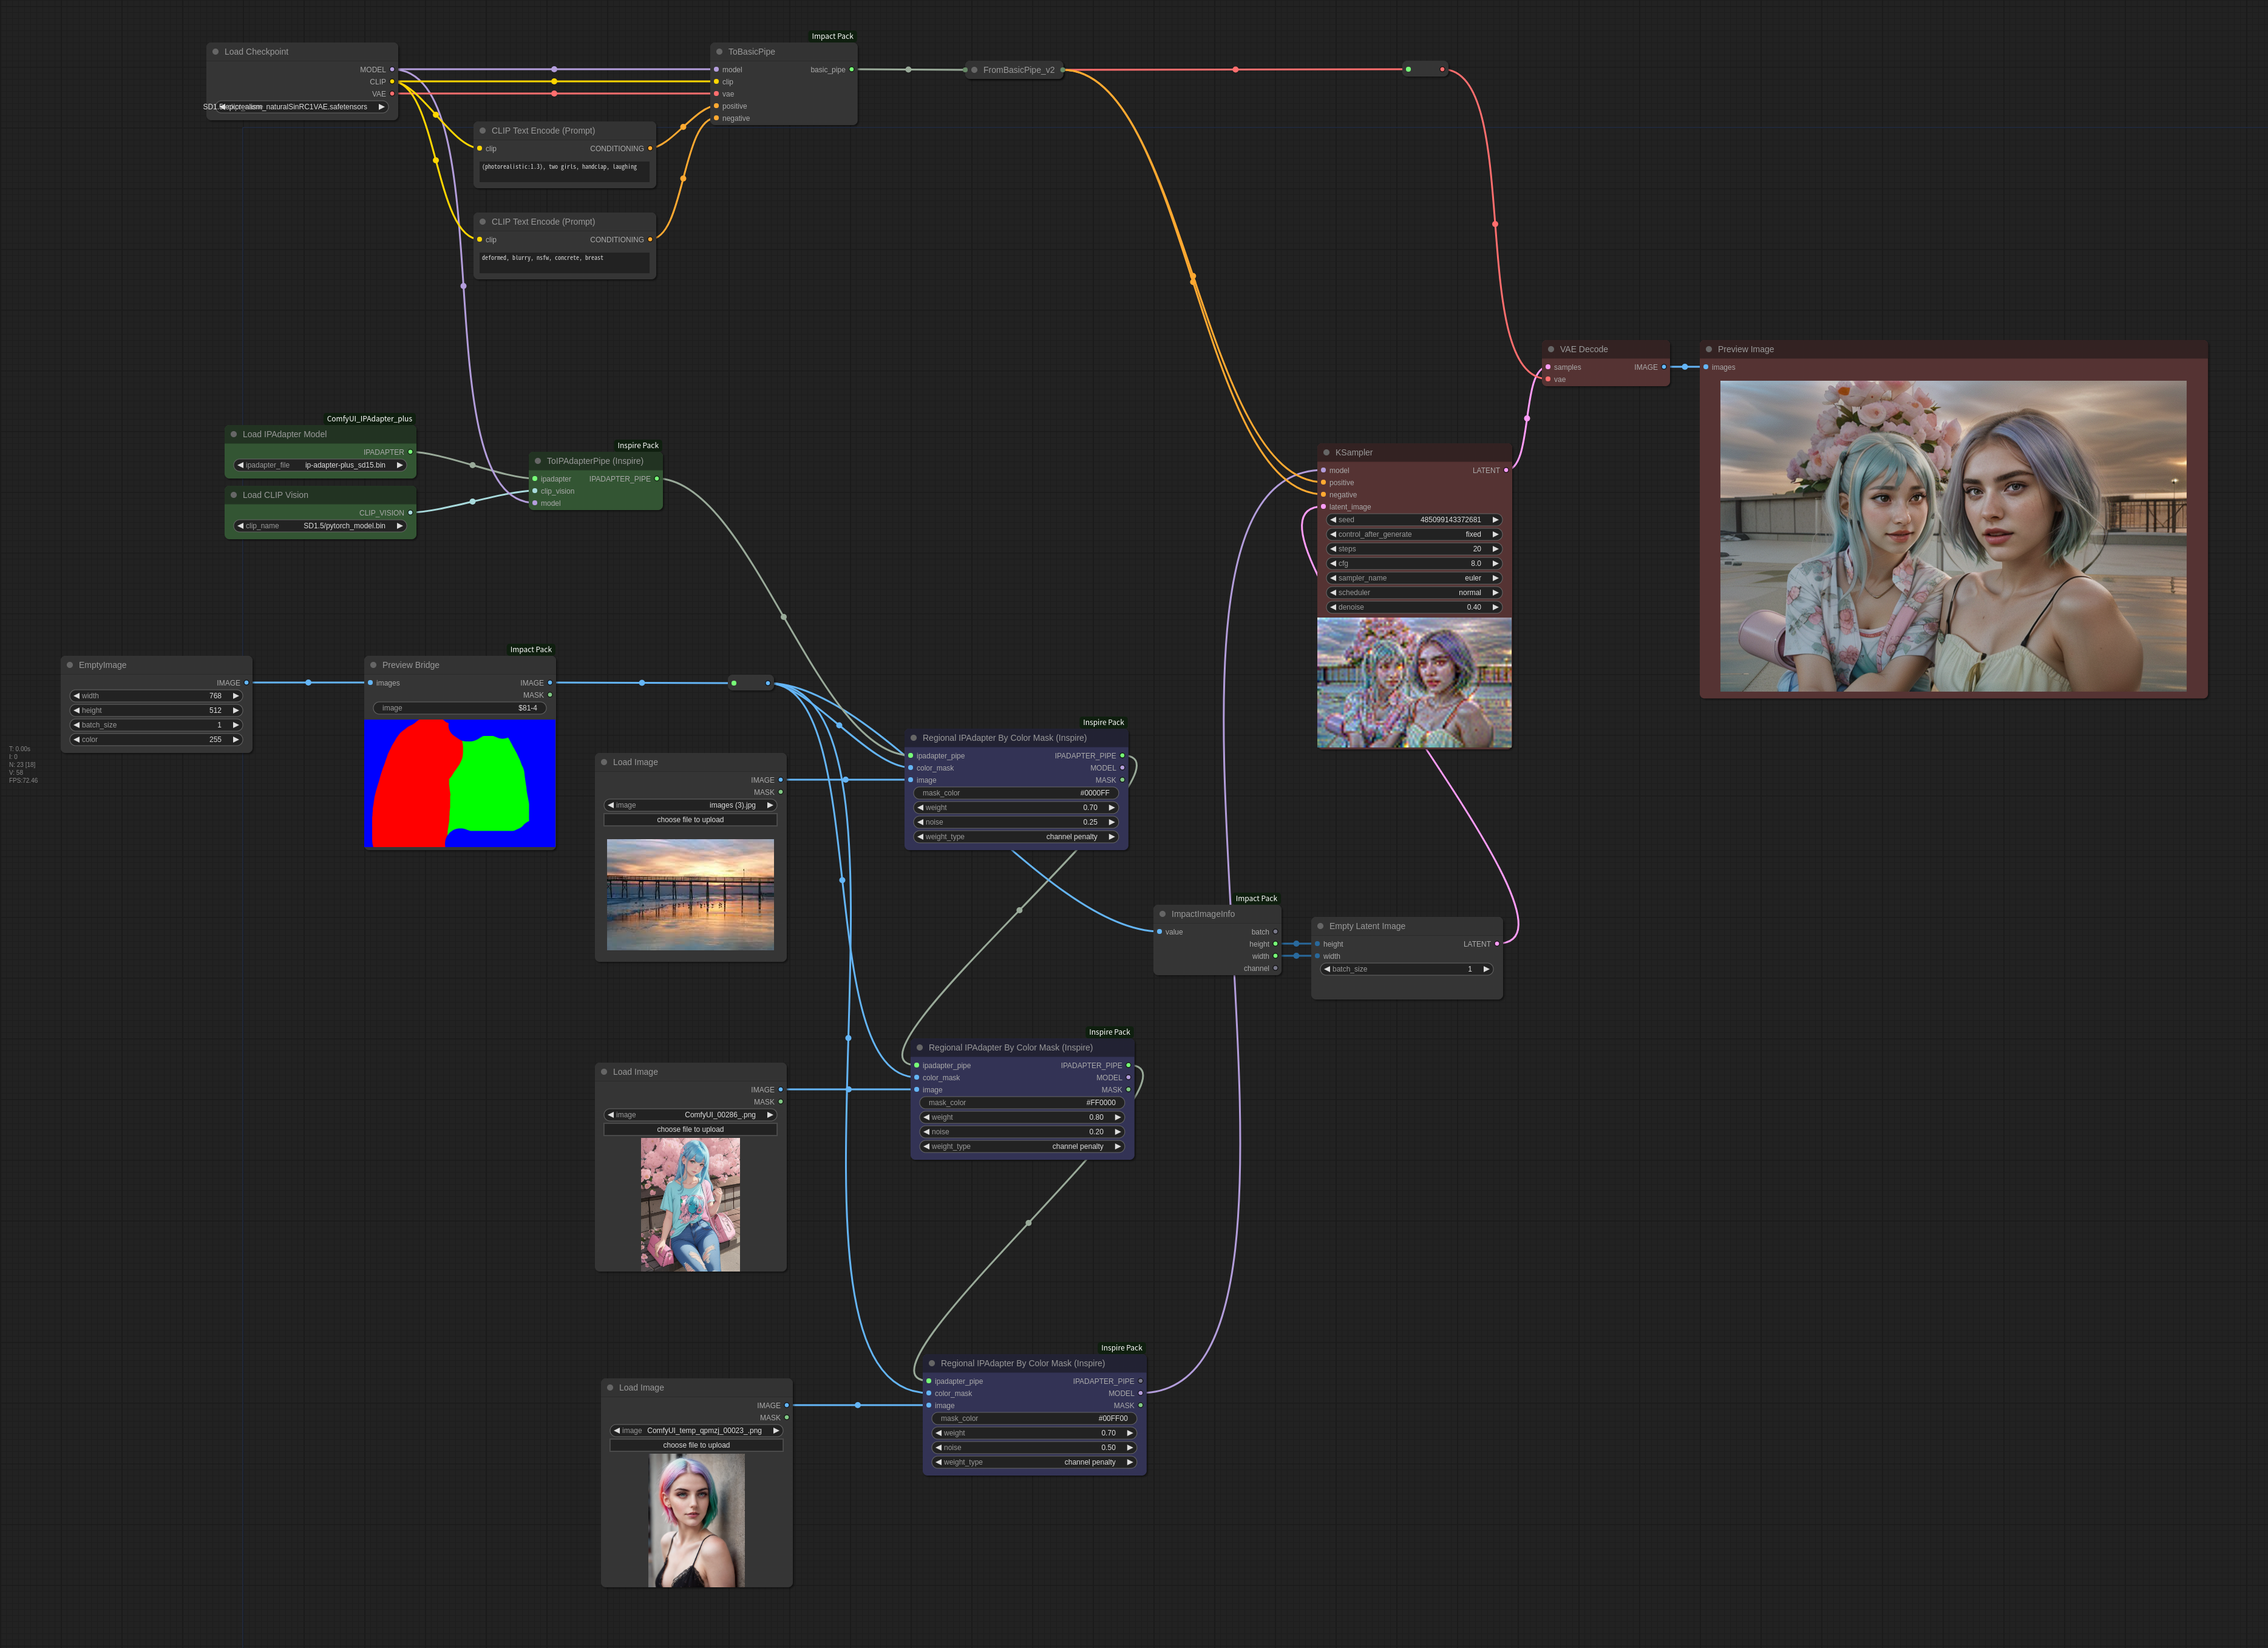 Load Checkpoint
MODEL
CLIP
VAE
naturalSinRC1VAE.safetensors
Impact Pack
ToBasicPipe
model
basic_pipe
clip
vae
positive
negative
FromBasicPipe_v2
CLIP Text Encode (Prompt)
clip
CONDITIONING
(photorealistic:1.3), two girls, handclap, laughing
CLIP Text Encode (Prompt)
clip
CONDITIONING
deformed, blurry, nsfw, concrete, breast
ComfyUI_IPAdapter_plus
Load IPAdapter Model
IPADAPTER
ipadapter_file ip-adapter-plus_sd15.bin
Load CLIP Vision
CLIP_VISION
clip_name SD1.5/pytorch_model.bin
Inspire Pack
ToIPAdapterPipe (Inspire)
ipadapter IPADAPTER_PIPE
clip_vision
model
EmptyImage
IMAGE
width 768
height 512
batch_size 1
color 255
T: 0.00s
I: 0
N: 23 [18]
V: 58
FPS:72.46
Impact Pack
Preview Bridge
images IMAGE
MASK
image $81-4
Load Image
IMAGE
MASK
image images (3).jpg
choose file to upload
Inspire Pack
Regional IPAdapter By Color Mask (Inspire)
ipadapter_pipe IPADAPTER_PIPE
color_mask MODEL
image MASK
mask_color #0000FF
weight 0.70
noise 0.25
weight_type channel penalty
Impact Pack
ImpactImageInfo
value batch
height
width
channel
Empty Latent Image
height LATENT
width
batch_size 1
KSampler
model LATENT
positive
negative
latent_image
seed 485099143372681
control_after_generate fixed
steps 20
cfg 8.0
sampler_name euler
scheduler normal
denoise 0.40
VAE Decode
samples IMAGE
vae
Preview Image
images
Load Image
IMAGE
MASK
image ComfyUI_00286_.png
choose file to upload
Inspire Pack
Regional IPAdapter By Color Mask (Inspire)
ipadapter_pipe IPADAPTER_PIPE
color_mask MODEL
image MASK
mask_color #FF0000
weight 0.80
noise 0.20
weight_type channel penalty
Load Image
IMAGE
MASK
image ComfyUI_temp_qpmzj_00023_.png
choose file to upload
Inspire Pack
Regional IPAdapter By Color Mask (Inspire)
ipadapter_pipe IPADAPTER_PIPE
color_mask MODEL
image MASK
mask_color #00FF00
weight 0.70
noise 0.50
weight_type channel penalty